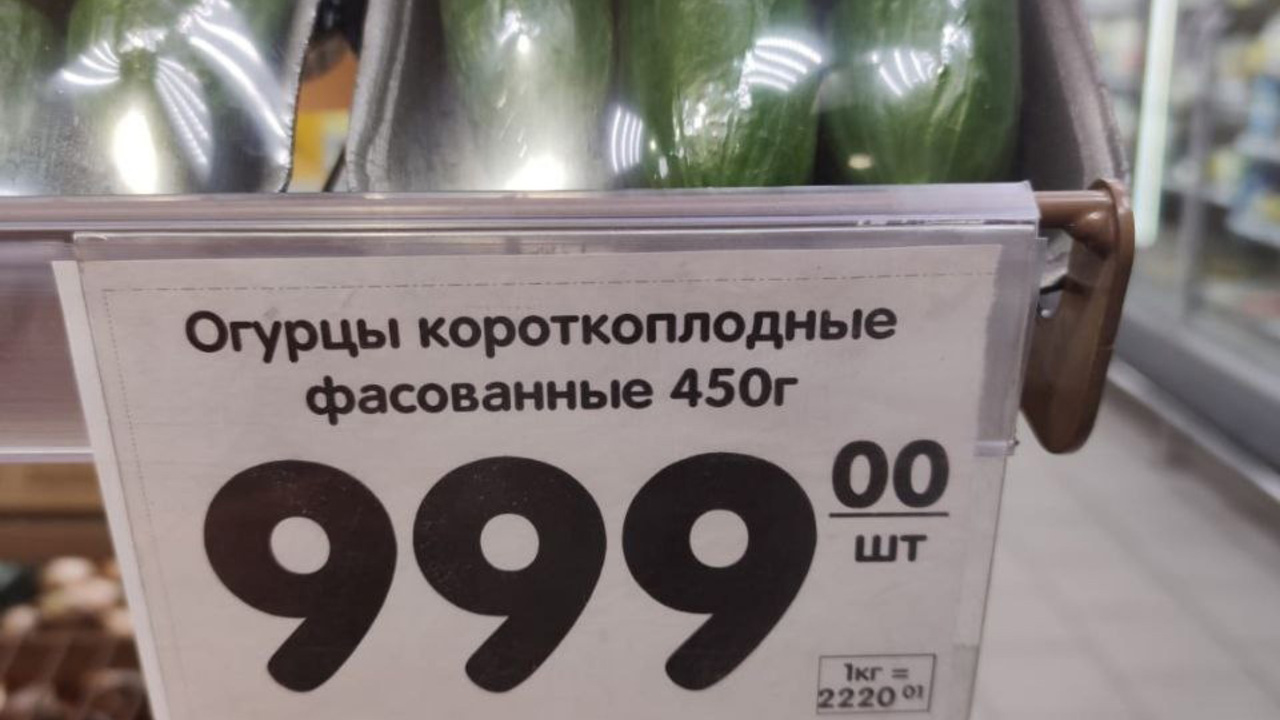 Огурцы короткоплодные
фасованные 450г
999 00
шт
1кг =
2220 01